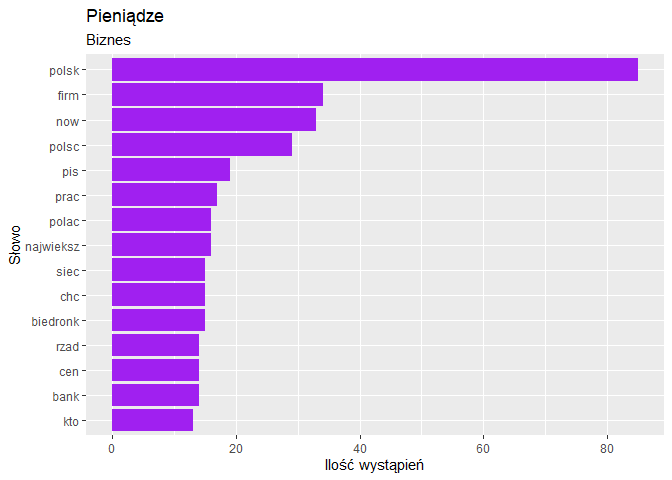 Pieniądze
Biznes
polsk
firm
now
polsc
pis
prac
polac
najwieksz
siec
chc
biedronk
rzad
cen
bank
kto
Słowo
0 20 40 60 80
Ilość wystąpień